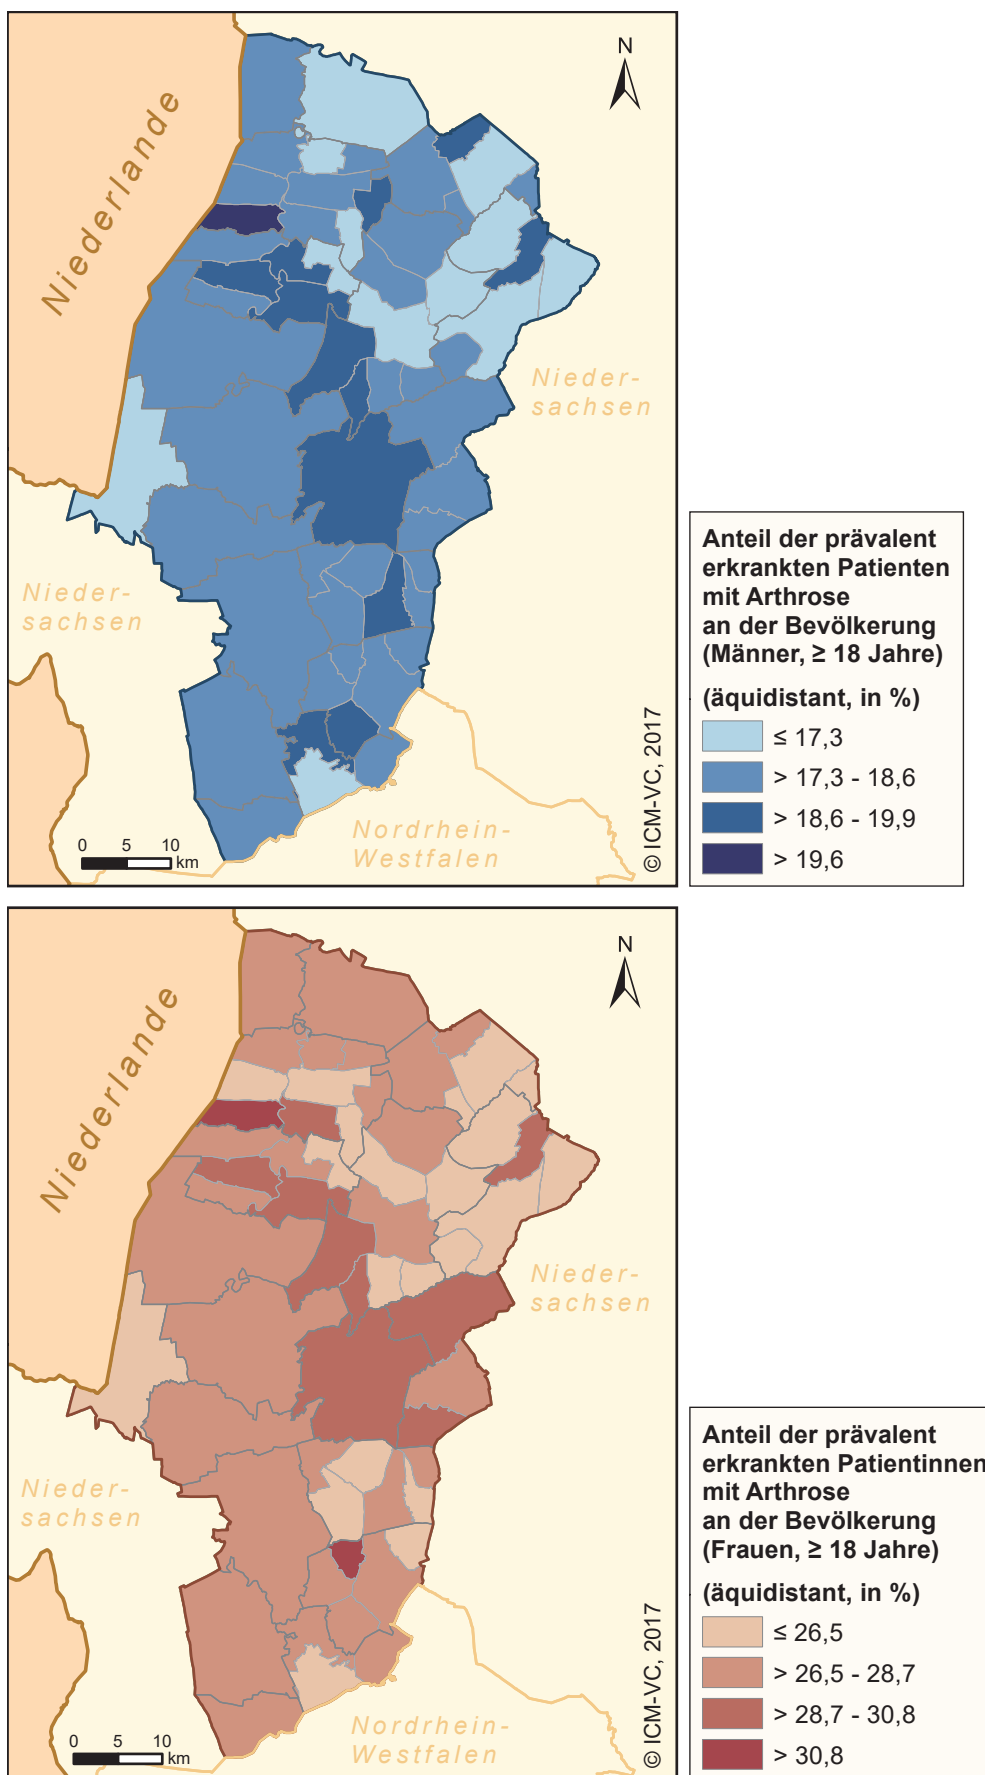 N
Niederlande
Nieder-
sachsen
Nieder-
sachsen
Nordrhein-
Westfalen
0 5 10
km
© ICM-VC, 2017
Anteil der prävalent
erkrankten Patienten
mit Arthrose
an der Bevölkerung
(Männer, ≥ 18 Jahre)
(äquidistant, in %)
≤ 17,3
> 17,3 - 18,6
> 18,6 - 19,9
> 19,6
N
Niederlande
Nieder-
sachsen
Nieder-
sachsen
Nordrhein-
Westfalen
0 5 10
km
© ICM-VC, 2017
Anteil der prävalent
erkrankten Patientinnen
mit Arthrose
an der Bevölkerung
(Frauen, ≥ 18 Jahre)
(äquidistant, in %)
≤ 26,5
> 26,5 - 28,7
> 28,7 - 30,8
> 30,8